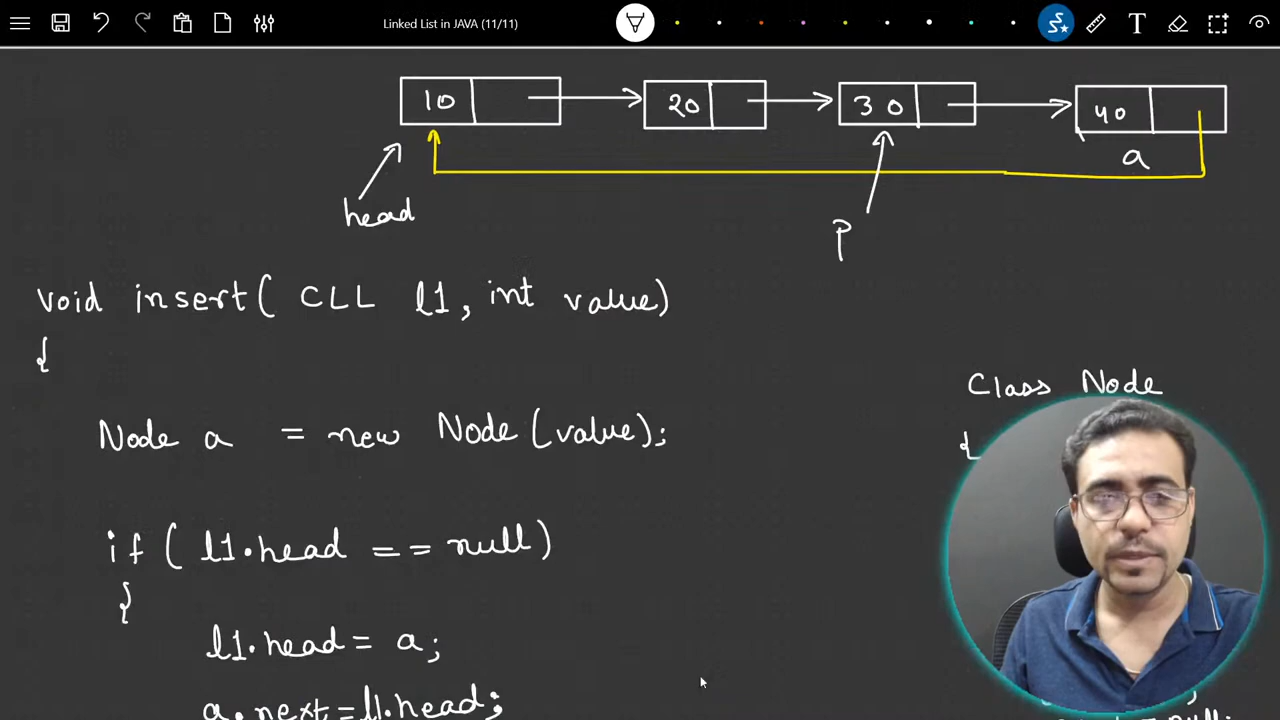 Linked List in JAVA (11/11)
T
10 20 30 40
a
head
P
void insert( CLL l1, int value)
{
Class Node
Node a = new Node(value);
{
if( l1.head == null)
{
l1.head = a;
a.next=l1.head;
= null;